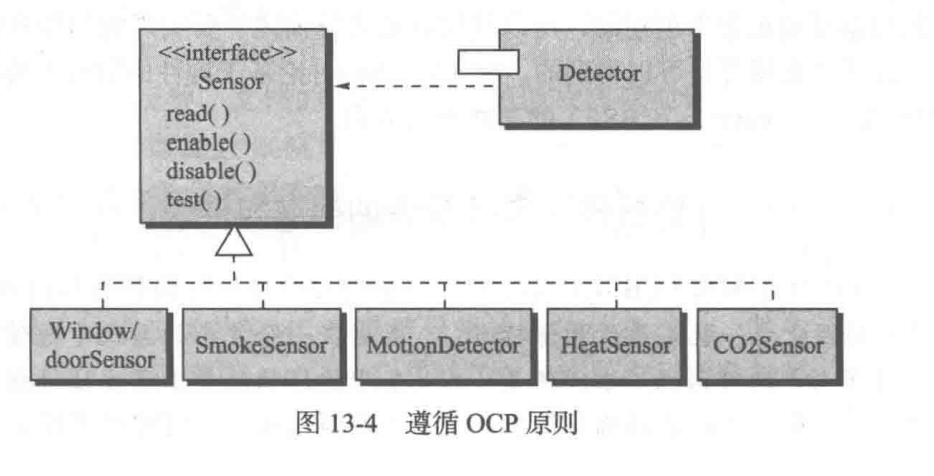 <<interface>>
Sensor
read( )
enable( )
disable( )
test( )
Detector
Window/
doorSensor
SmokeSensor
MotionDetector
HeatSensor
CO2Sensor
图 13-4 遵循 OCP 原则